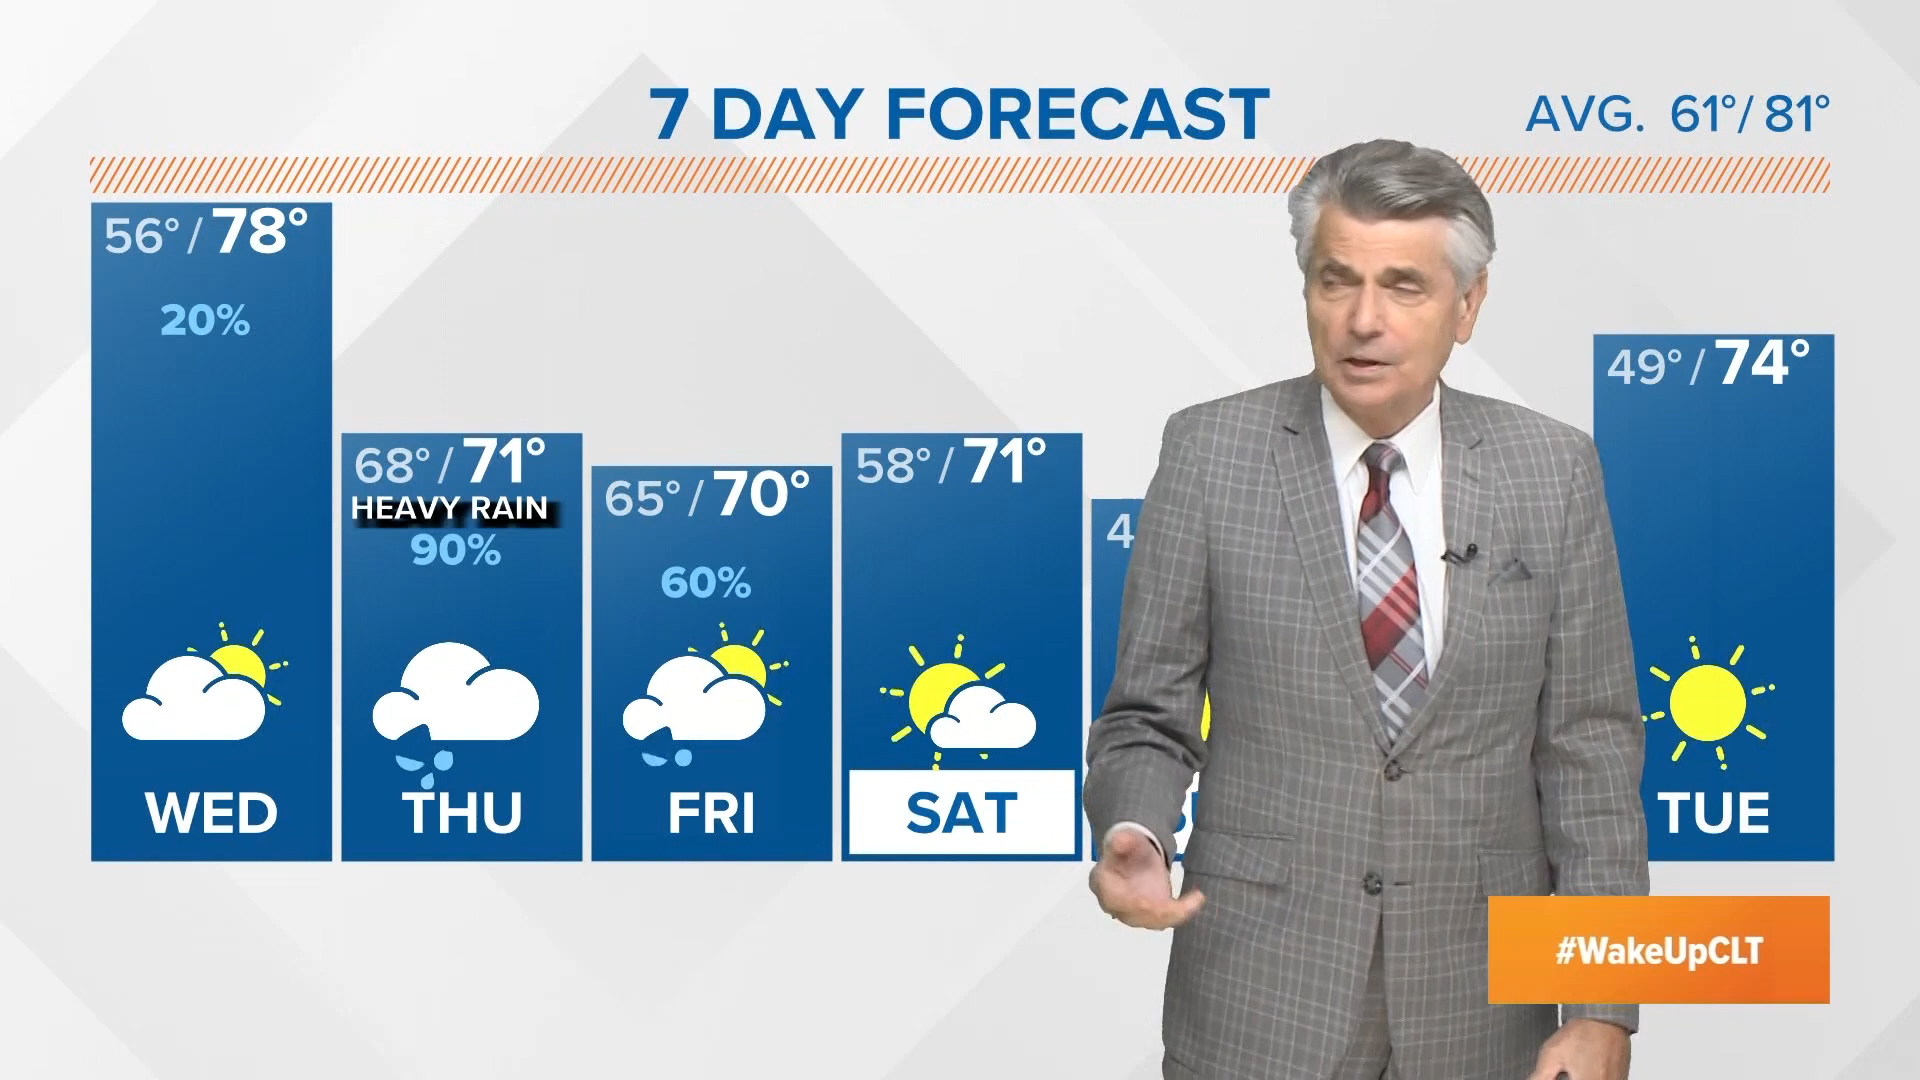 7 DAY FORECAST
AVG. 61°/81°
56°/78°
20%
WED
68°/71°
HEAVY RAIN
90%
THU
65°/70°
60%
FRI
58°/71°
SAT
49°/74°
TUE
#WakeUpCLT